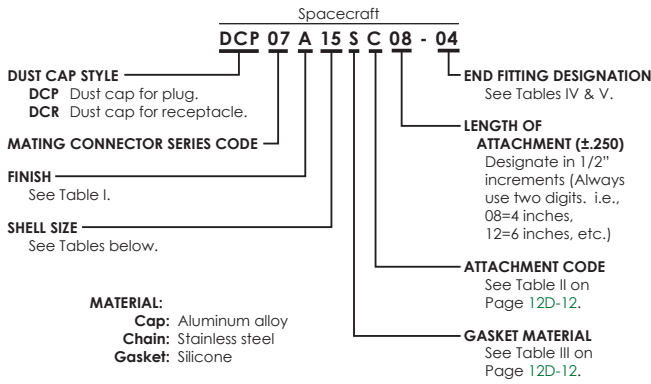 Spacecraft
DCP 07 A 15 S C 08 - 04
DUST CAP STYLE
DCP Dust cap for plug.
DCR Dust cap for receptacle.
MATING CONNECTOR SERIES CODE
FINISH
See Table I.
SHELL SIZE
See Tables below.
MATERIAL:
Cap: Aluminum alloy
Chain: Stainless steel
Gasket: Silicone
END FITTING DESIGNATION
See Tables IV & V.
LENGTH OF
ATTACHMENT (±.250)
Designate in 1/2"
increments (Always
use two digits. i.e.,
08=4 inches,
12=6 inches, etc.)
ATTACHMENT CODE
See Table II on
Page 12D-12.
GASKET MATERIAL
See Table III on
Page 12D-12.